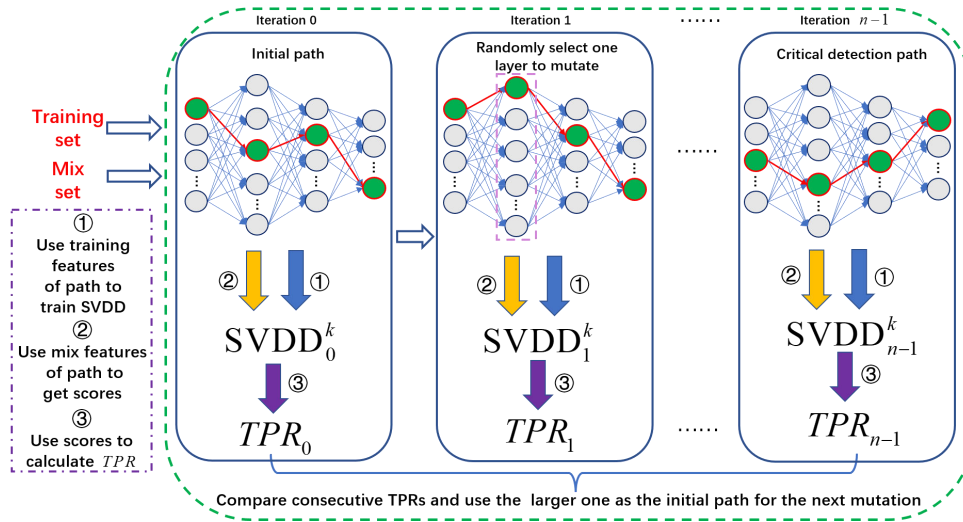 Iteration 0
Iteration 1
······
Iteration n−1
Initial path
Randomly select one
layer to mutate
Critical detection path
Training
set
Mix
set
①
Use training
features
of path to
train SVDD
②
Use mix features
of path to
get scores
③
Use scores to
calculate TPR
② ①
② ①
② ①
SVDD₀ᵏ
SVDD₁ᵏ
SVDDₙ₋₁ᵏ
③
③
③
TPR₀
TPR₁
TPRₙ₋₁
······
······
Compare consecutive TPRs and use the larger one as the initial path for the next mutation